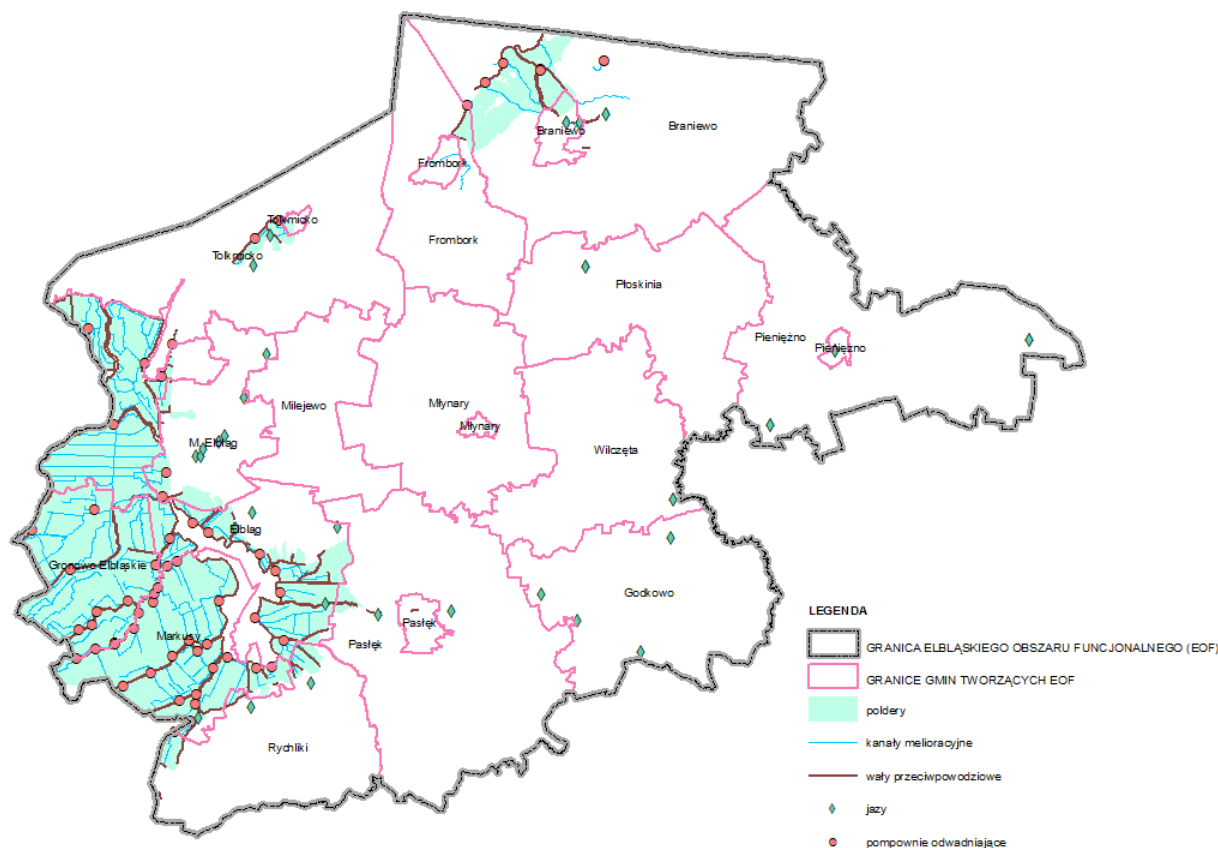 Braniewo
Braniewo
Frombork
Tolkmicko
Frombork
Tolkmicko
Płoskinia
Pieniężno
Pieniężno
Milejewo
Młynary
Młynary
M. Elbląg
Wilczęta
Elbląg
Gronowo Elbląskie
Godkowo
Markusy
Pasłęk
Pasłęk
Rychliki
LEGENDA
GRANICA ELBLĄSKIEGO OBSZARU FUNCJONALNEGO (EOF)
GRANICE GMIN TWORZĄCYCH EOF
poldery
kanały melioracyjne
wały przeciwpowodziowe
jazy
pompownie odwadniające